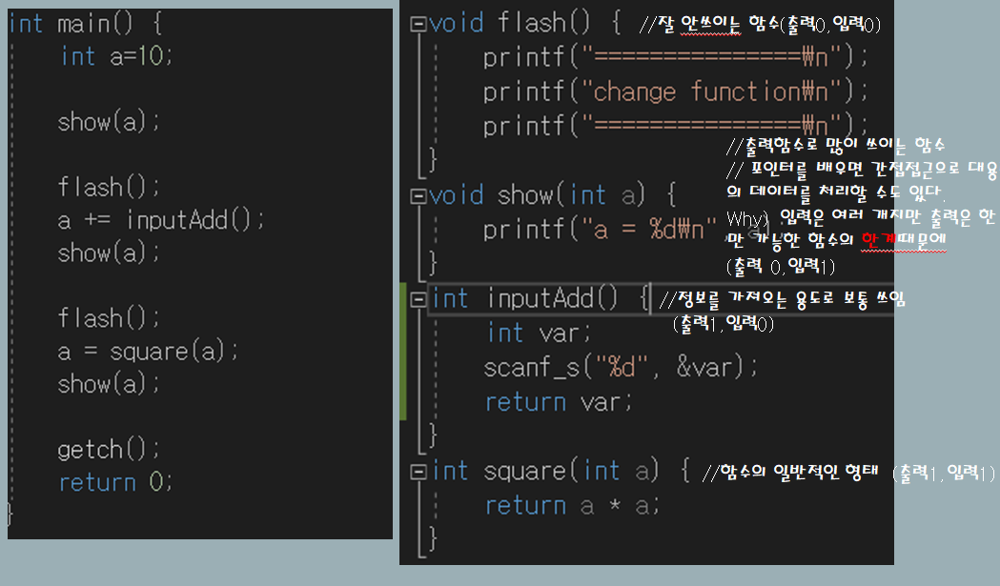 int main() {
int a=10;
show(a);
flash();
a += inputAdd();
show(a);
flash();
a = square(a);
show(a);
getch();
return 0;
}
void flash() { //잘 안쓰이는 함수(출력0,입력0)
printf("===============₩n");
printf("change function₩n");
printf("===============₩n");
}
//출력함수로 많이 쓰이는 함수
// 포인터를 배우면 간접접근으로 대용
의 데이터를 처리할 수도 있다.
Why) 입력은 여러 개지만 출력은 한
만 가능한 함수의 한계때문에
(출력 0,입력1)
void show(int a) {
printf("a = %d₩n", a);
}
int inputAdd() { //정보를 가져오는 용도로 보통 쓰임
(출력1,입력0)
int var;
scanf_s("%d", &var);
return var;
}
int square(int a) { //함수의 일반적인 형태 (출력1,입력1)
return a * a;
}